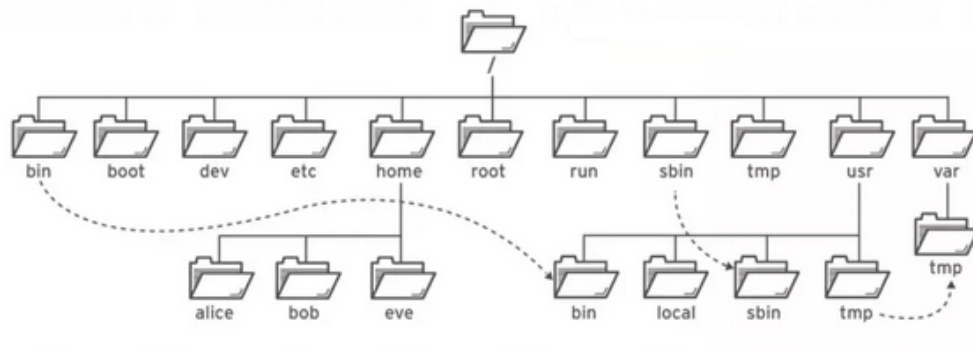 /
bin boot dev etc home root run sbin tmp usr var
tmp
alice bob eve bin local sbin tmp